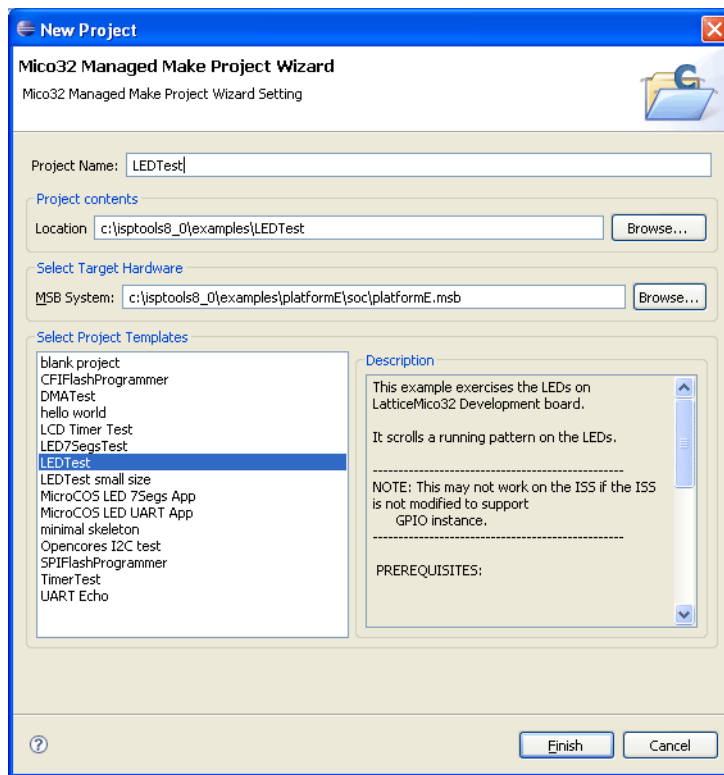 New Project
Mico32 Managed Make Project Wizard
Mico32 Managed Make Project Wizard Setting
Project Name: LEDTest
Project contents
Location c:\isptools8_0\examples\LEDTest Browse...
Select Target Hardware
MSB System: c:\isptools8_0\examples\platformE\soc\platformE.msb Browse...
Select Project Templates
blank project
CFIFlashProgrammer
DMATest
hello world
LCD Timer Test
LED7SegsTest
LEDTest
LEDTest small size
MicroCOS LED 7Segs App
MicroCOS LED UART App
minimal skeleton
Opencores I2C test
SPIFlashProgrammer
TimerTest
UART Echo
Description
This example exercises the LEDs on
LatticeMico32 Development board.
It scrolls a running pattern on the LEDs.
--------------------------------------------------
NOTE: This may not work on the ISS if the ISS
is not modified to support
GPIO instance.
--------------------------------------------------
PREREQUISITES:
?
Finish Cancel